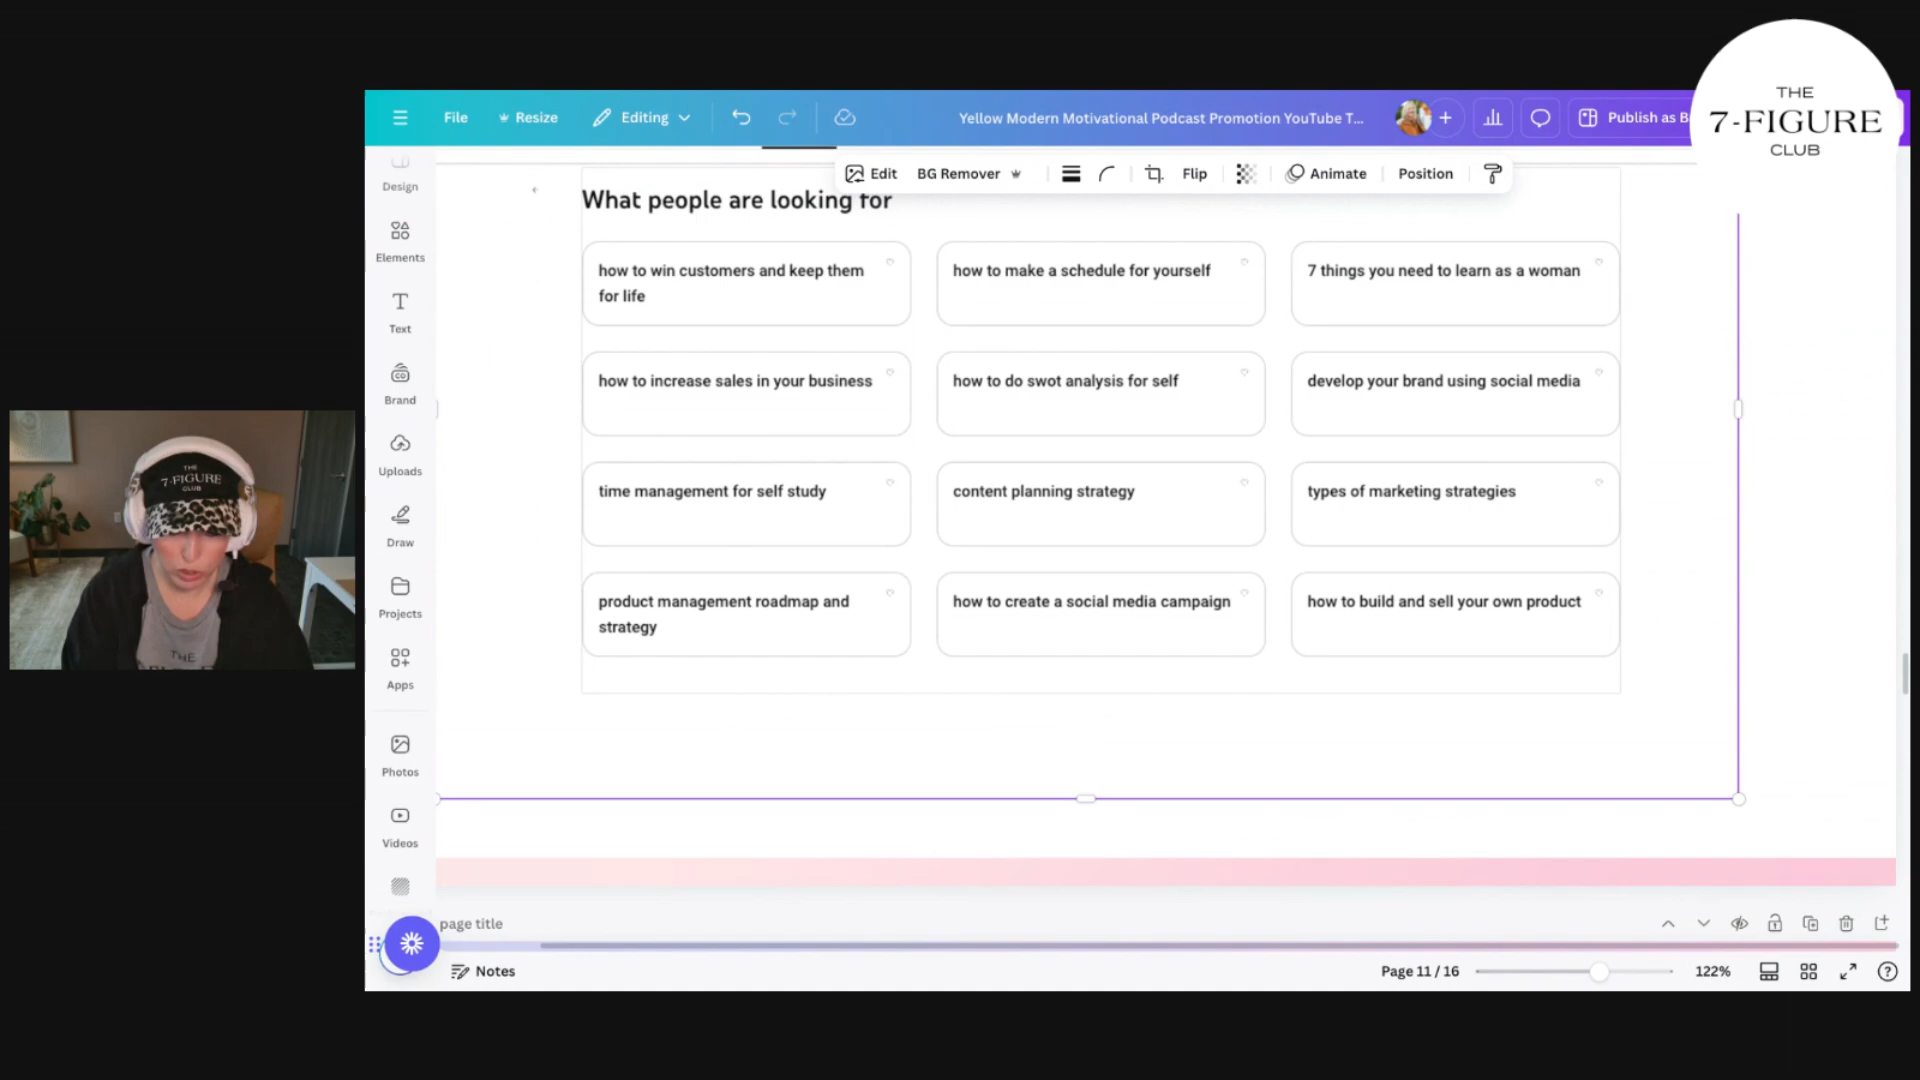 THE
7-FIGURE
CLUB
File
Resize
Editing
Yellow Modern Motivational Podcast Promotion YouTube T...
Publish as B
Design
Elements
Text
Brand
Uploads
Draw
Projects
Apps
Photos
Videos
Edit
BG Remover
Flip
Animate
Position
What people are looking for
how to win customers and keep them
for life
how to make a schedule for yourself
7 things you need to learn as a woman
how to increase sales in your business
how to do swot analysis for self
develop your brand using social media
time management for self study
content planning strategy
types of marketing strategies
product management roadmap and
strategy
how to create a social media campaign
how to build and sell your own product
THE
7-FIGURE
CLUB
THE
page title
Notes
Page 11 / 16
122%